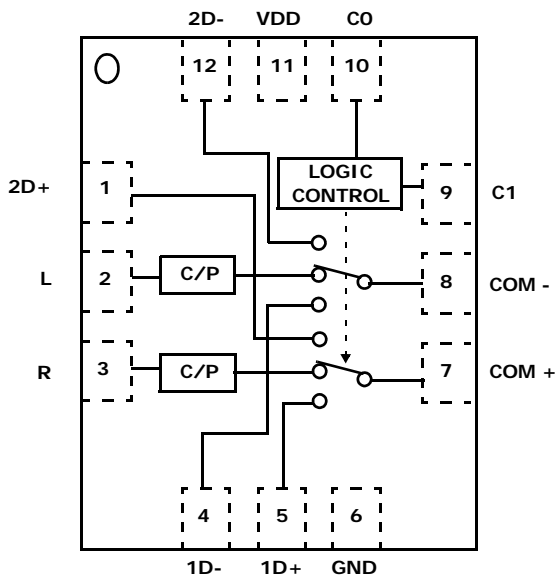 2D- VDD C0
12 11 10
LOGIC
CONTROL
2D+ 1 9 C1
L 2 C/P 8 COM -
R 3 C/P 7 COM +
4 5 6
1D- 1D+ GND